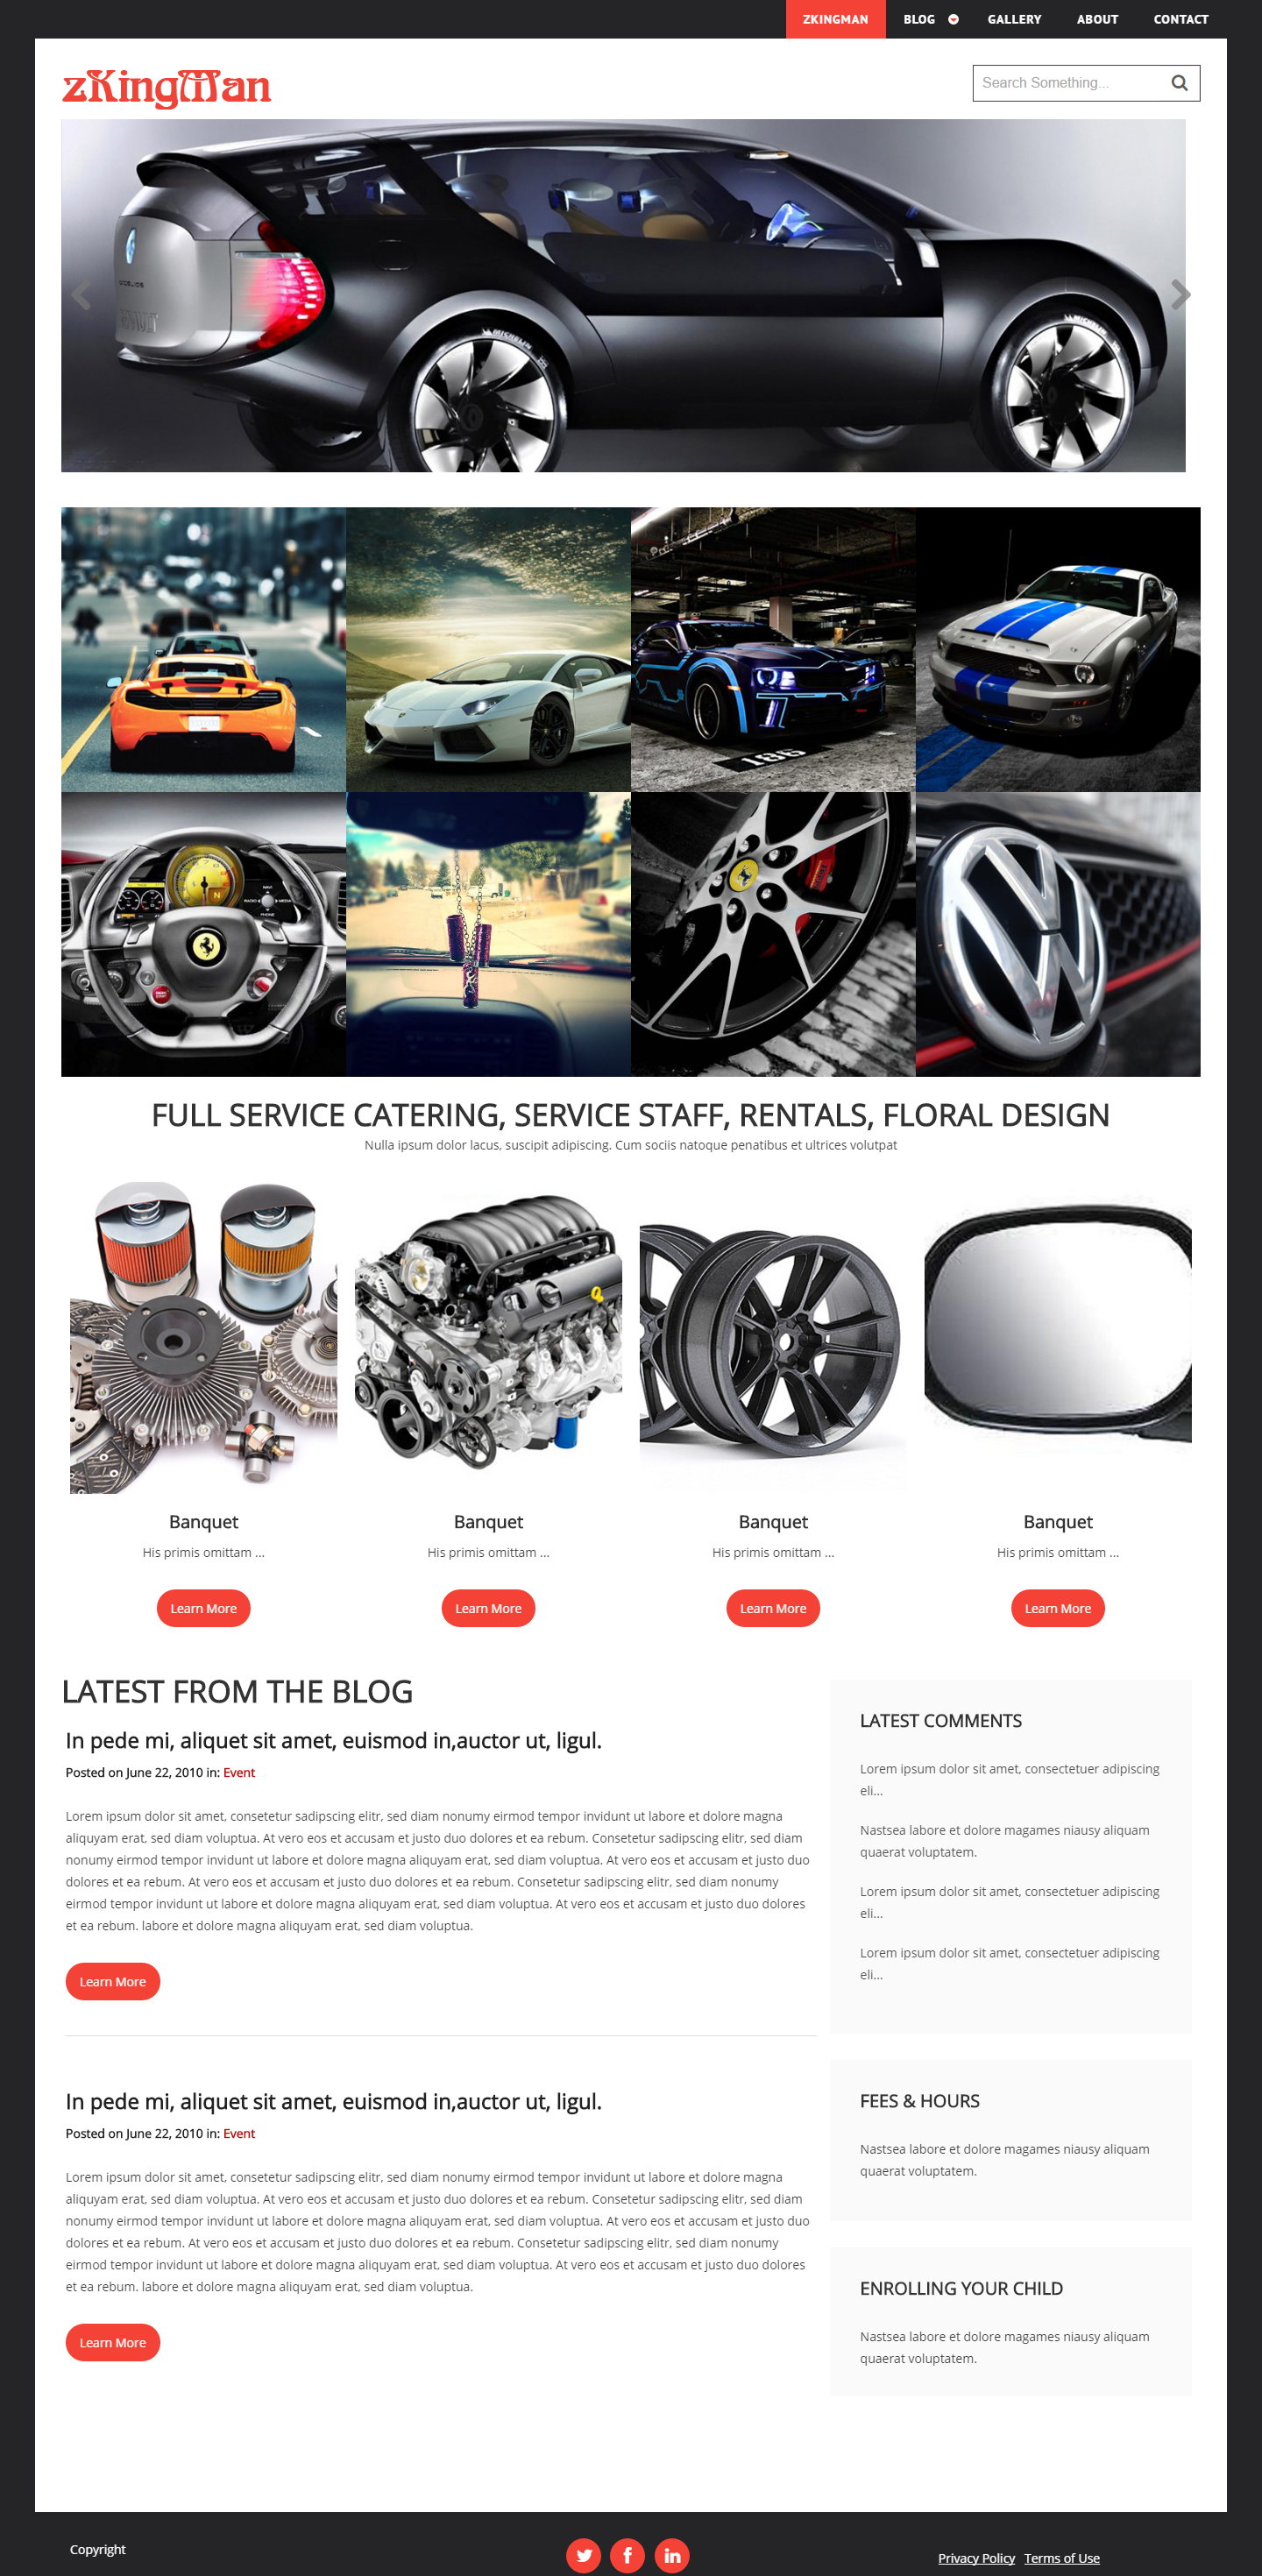 ZKINGMAN BLOG GALLERY ABOUT CONTACT
zKingMan
Search Something...
MICHELIN
MICHELIN
186
FULL SERVICE CATERING, SERVICE STAFF, RENTALS, FLORAL DESIGN
Nulla ipsum dolor lacus, suscipit adipiscing. Cum sociis natoque penatibus et ultrices volutpat
Banquet
His primis omittam ...
Learn More
Banquet
His primis omittam ...
Learn More
Banquet
His primis omittam ...
Learn More
Banquet
His primis omittam ...
Learn More
LATEST FROM THE BLOG
In pede mi, aliquet sit amet, euismod in,auctor ut, ligul.
Posted on June 22, 2010 in: Event
Lorem ipsum dolor sit amet, consetetur sadipscing elitr, sed diam nonumy eirmod tempor invidunt ut labore et dolore magna
aliquyam erat, sed diam voluptua. At vero eos et accusam et justo duo dolores et ea rebum. Consetetur sadipscing elitr, sed diam
nonumy eirmod tempor invidunt ut labore et dolore magna aliquyam erat, sed diam voluptua. At vero eos et accusam et justo duo
dolores et ea rebum. At vero eos et accusam et justo duo dolores et ea rebum. Consetetur sadipscing elitr, sed diam nonumy
eirmod tempor invidunt ut labore et dolore magna aliquyam erat, sed diam voluptua. At vero eos et accusam et justo duo dolores
et ea rebum. labore et dolore magna aliquyam erat, sed diam voluptua.
Learn More
In pede mi, aliquet sit amet, euismod in,auctor ut, ligul.
Posted on June 22, 2010 in: Event
Lorem ipsum dolor sit amet, consetetur sadipscing elitr, sed diam nonumy eirmod tempor invidunt ut labore et dolore magna
aliquyam erat, sed diam voluptua. At vero eos et accusam et justo duo dolores et ea rebum. Consetetur sadipscing elitr, sed diam
nonumy eirmod tempor invidunt ut labore et dolore magna aliquyam erat, sed diam voluptua. At vero eos et accusam et justo duo
dolores et ea rebum. At vero eos et accusam et justo duo dolores et ea rebum. Consetetur sadipscing elitr, sed diam nonumy
eirmod tempor invidunt ut labore et dolore magna aliquyam erat, sed diam voluptua. At vero eos et accusam et justo duo dolores
et ea rebum. labore et dolore magna aliquyam erat, sed diam voluptua.
Learn More
LATEST COMMENTS
Lorem ipsum dolor sit amet, consectetuer adipiscing
eli...
Nastsea labore et dolore magames niausy aliquam
quaerat voluptatem.
Lorem ipsum dolor sit amet, consectetuer adipiscing
eli...
Lorem ipsum dolor sit amet, consectetuer adipiscing
eli...
FEES & HOURS
Nastsea labore et dolore magames niausy aliquam
quaerat voluptatem.
ENROLLING YOUR CHILD
Nastsea labore et dolore magames niausy aliquam
quaerat voluptatem.
Copyright
Privacy Policy Terms of Use